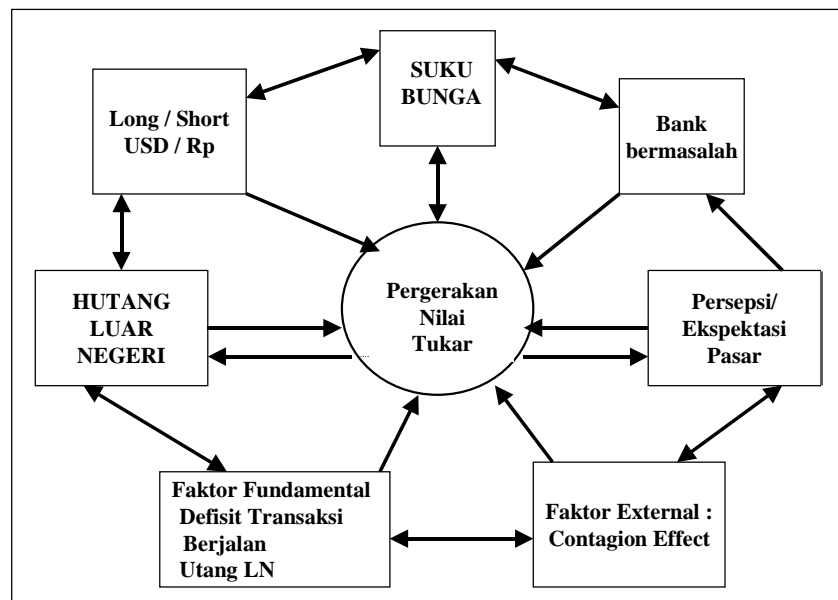 SUKU
BUNGA
Long / Short
USD / Rp
Bank
bermasalah
Pergerakan
Nilai
Tukar
HUTANG
LUAR
NEGERI
Persepsi/
Ekspektasi
Pasar
Faktor Fundamental
Defisit Transaksi
Berjalan
Utang LN
Faktor External :
Contagion Effect